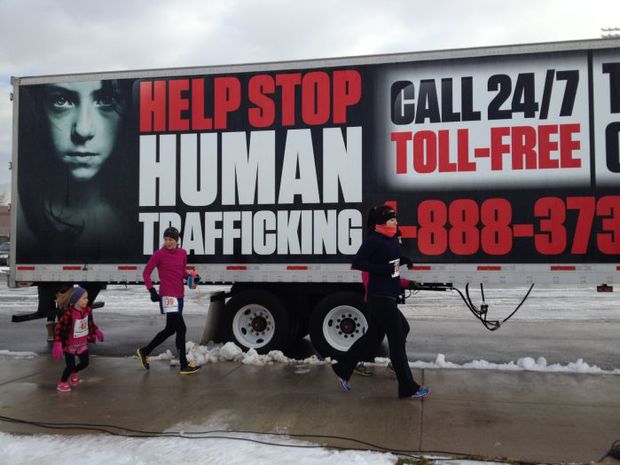 HELP STOP
HUMAN
TRAFFICKING
CALL 24/7
TOLL-FREE
1-888-373